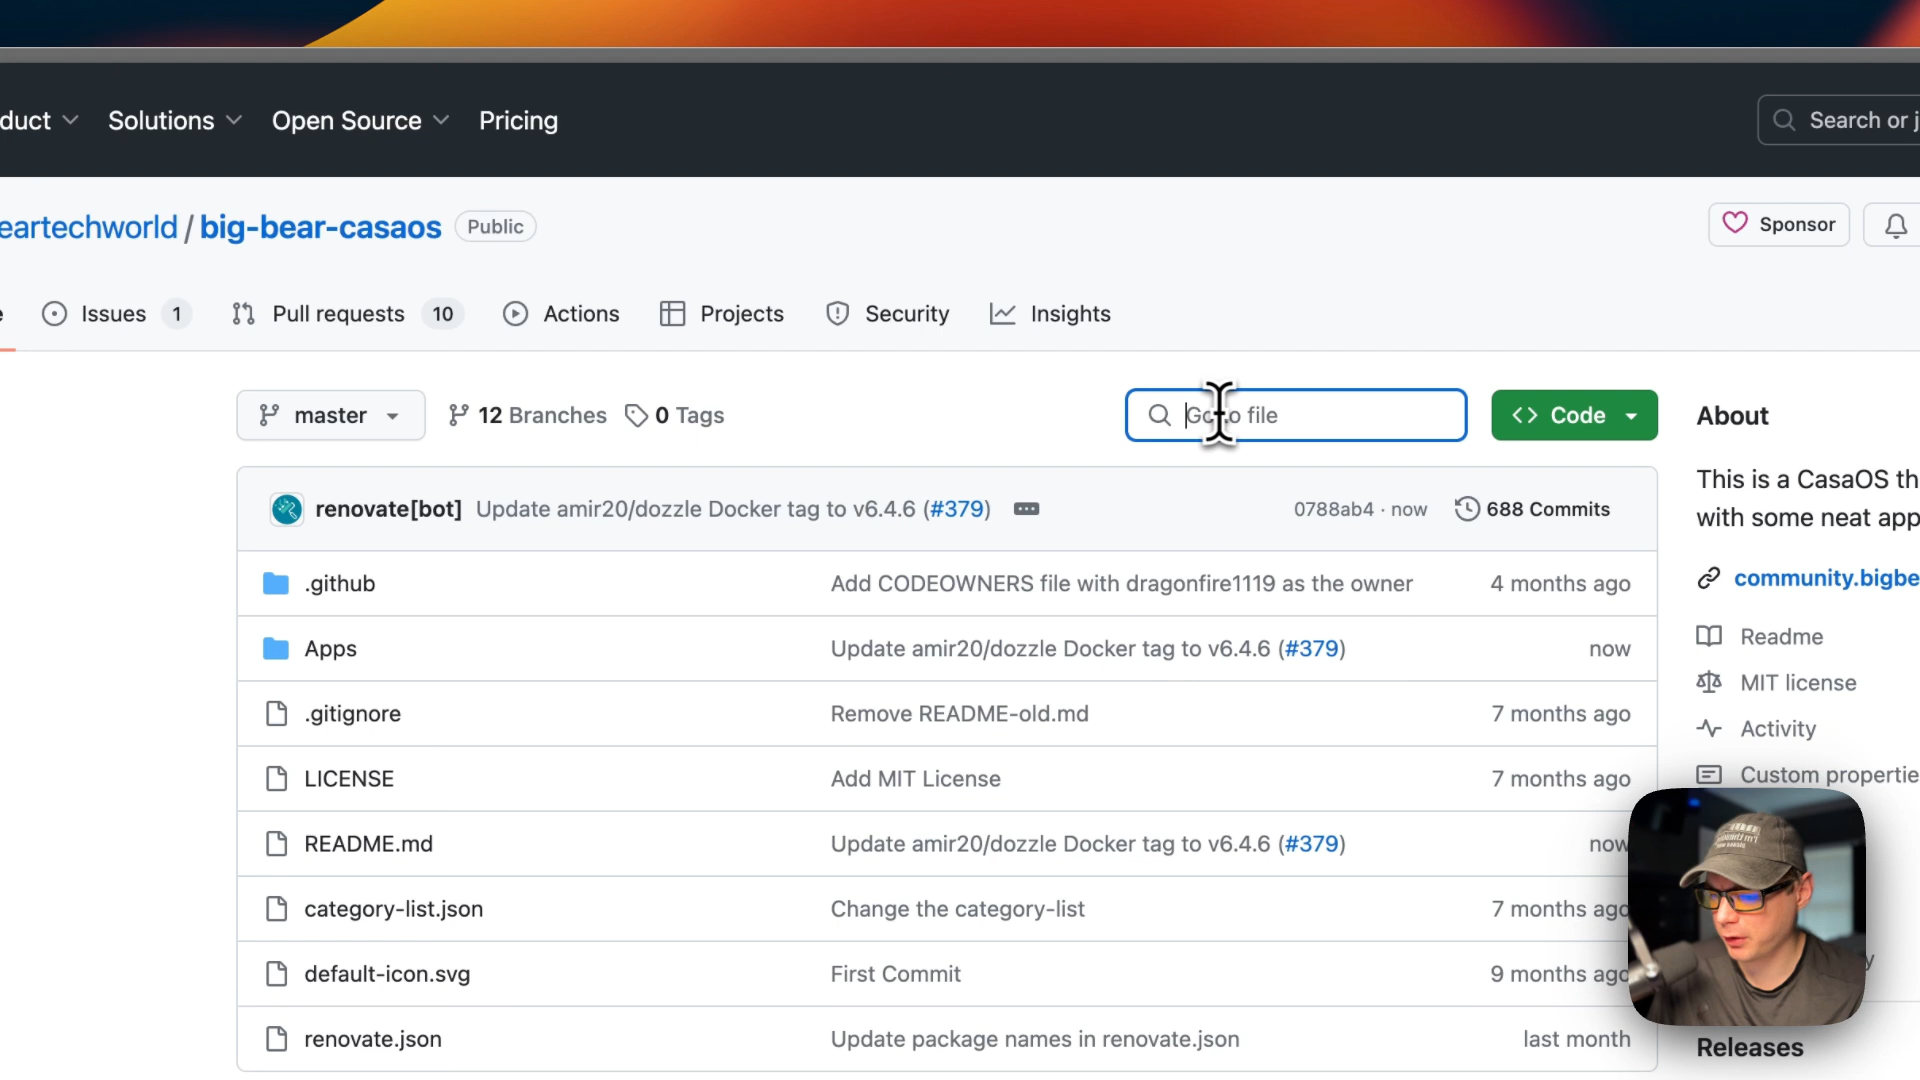 duct Solutions Open Source Pricing Search or j
eartechworld / big-bear-casaos Public Sponsor
e Issues 1 Pull requests 10 Actions Projects Security Insights
master 12 Branches 0 Tags Go to file Code About
This is a CasaOS th
with some neat app
renovate[bot] Update amir20/dozzle Docker tag to v6.4.6 (#379) 0788ab4 · now 688 Commits
.github Add CODEOWNERS file with dragonfire1119 as the owner 4 months ago
community.bigbe
Apps Update amir20/dozzle Docker tag to v6.4.6 (#379) now
Readme
.gitignore Remove README-old.md 7 months ago
MIT license
Activity
LICENSE Add MIT License 7 months ago
Custom propertie
README.md Update amir20/dozzle Docker tag to v6.4.6 (#379) now
category-list.json Change the category-list 7 months ago
default-icon.svg First Commit 9 months ago
y
renovate.json Update package names in renovate.json last month
Releases